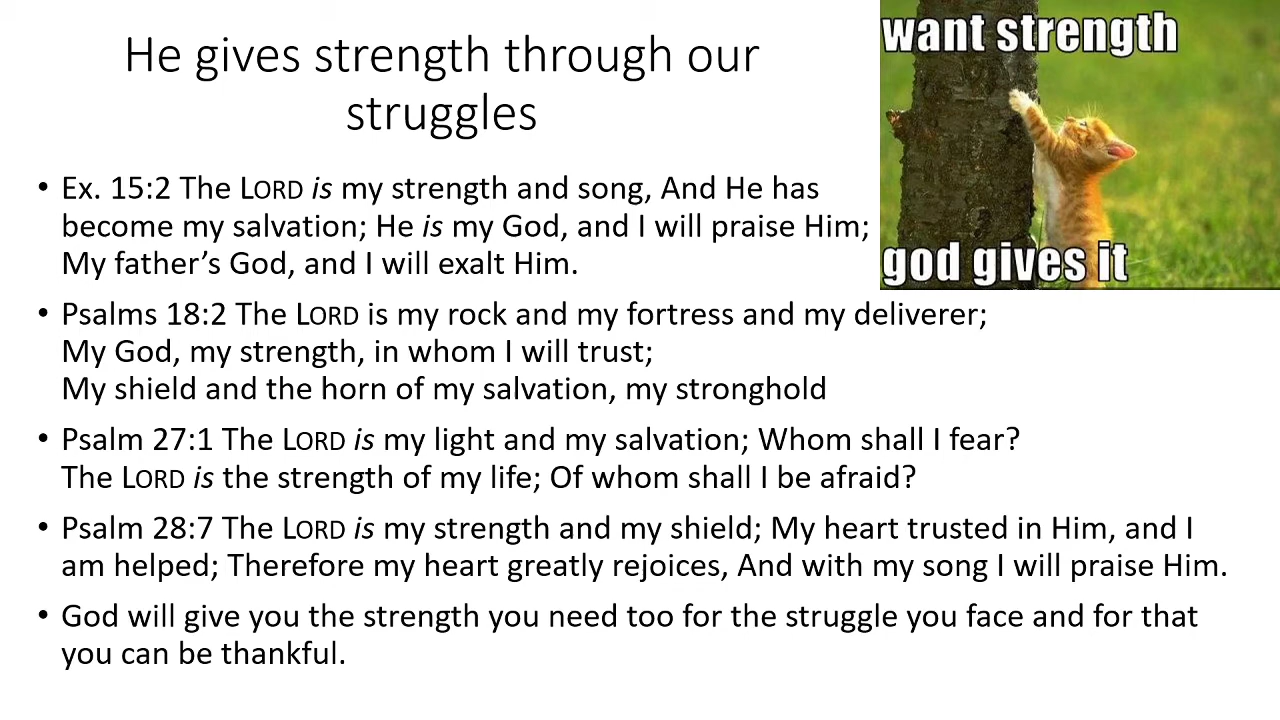 He gives strength through our
struggles
want strength
god gives it
• Ex. 15:2 The LORD is my strength and song, And He has
become my salvation; He is my God, and I will praise Him;
My father’s God, and I will exalt Him.
• Psalms 18:2 The LORD is my rock and my fortress and my deliverer;
My God, my strength, in whom I will trust;
My shield and the horn of my salvation, my stronghold
• Psalm 27:1 The LORD is my light and my salvation; Whom shall I fear?
The LORD is the strength of my life; Of whom shall I be afraid?
• Psalm 28:7 The LORD is my strength and my shield; My heart trusted in Him, and I
am helped; Therefore my heart greatly rejoices, And with my song I will praise Him.
• God will give you the strength you need too for the struggle you face and for that
you can be thankful.